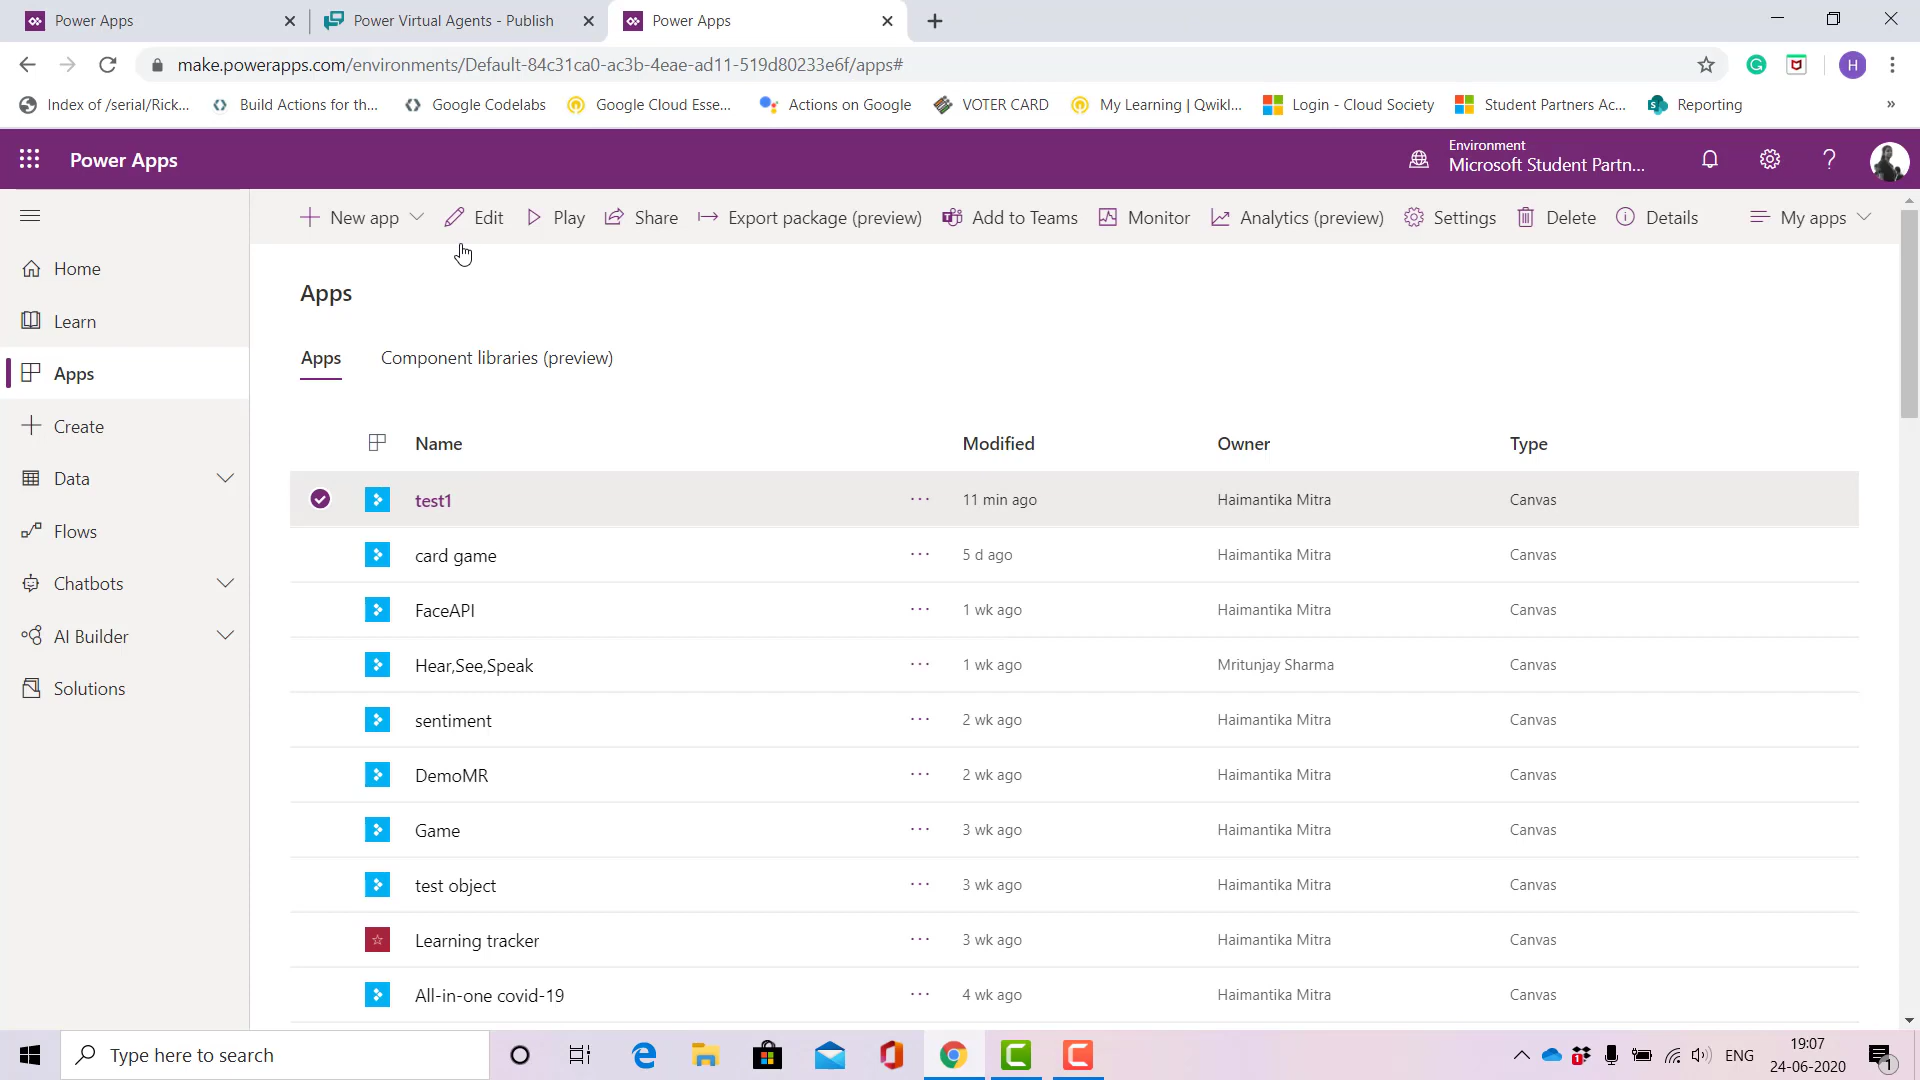 Power Apps
Power Virtual Agents - Publish
Power Apps
make.powerapps.com/environments/Default-84c31ca0-ac3b-4eae-ad11-519d80233e6f/apps#
H
Index of /serial/Rick...
Build Actions for th...
Google Codelabs
Google Cloud Esse...
Actions on Google
VOTER CARD
My Learning | Qwikl...
Login - Cloud Society
Student Partners Ac...
Reporting
»
Power Apps
Environment
Microsoft Student Partn...
New app
Edit
Play
Share
Export package (preview)
Add to Teams
Monitor
Analytics (preview)
Settings
Delete
Details
My apps
Home
Learn
Apps
Create
Data
Flows
Chatbots
AI Builder
Solutions
Apps
Apps
Component libraries (preview)
Name Modified Owner Type
test1 ... 11 min ago Haimantika Mitra Canvas
card game ... 5 d ago Haimantika Mitra Canvas
FaceAPI ... 1 wk ago Haimantika Mitra Canvas
Hear,See,Speak ... 1 wk ago Mritunjay Sharma Canvas
sentiment ... 2 wk ago Haimantika Mitra Canvas
DemoMR ... 2 wk ago Haimantika Mitra Canvas
Game ... 3 wk ago Haimantika Mitra Canvas
test object ... 3 wk ago Haimantika Mitra Canvas
Learning tracker ... 3 wk ago Haimantika Mitra Canvas
All-in-one covid-19 ... 4 wk ago Haimantika Mitra Canvas
Type here to search
ENG
19:07
24-06-2020
1